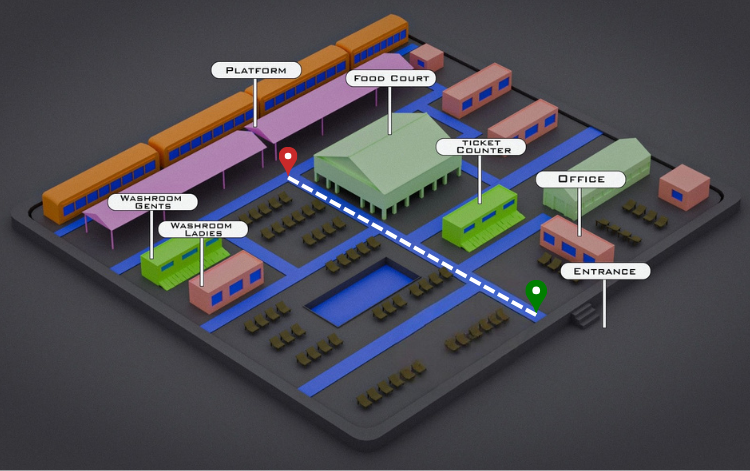 PLATFORM
FOOD COURT
TICKET
COUNTER
OFFICE
WASHROOM
GENTS
WASHROOM
LADIES
ENTRANCE